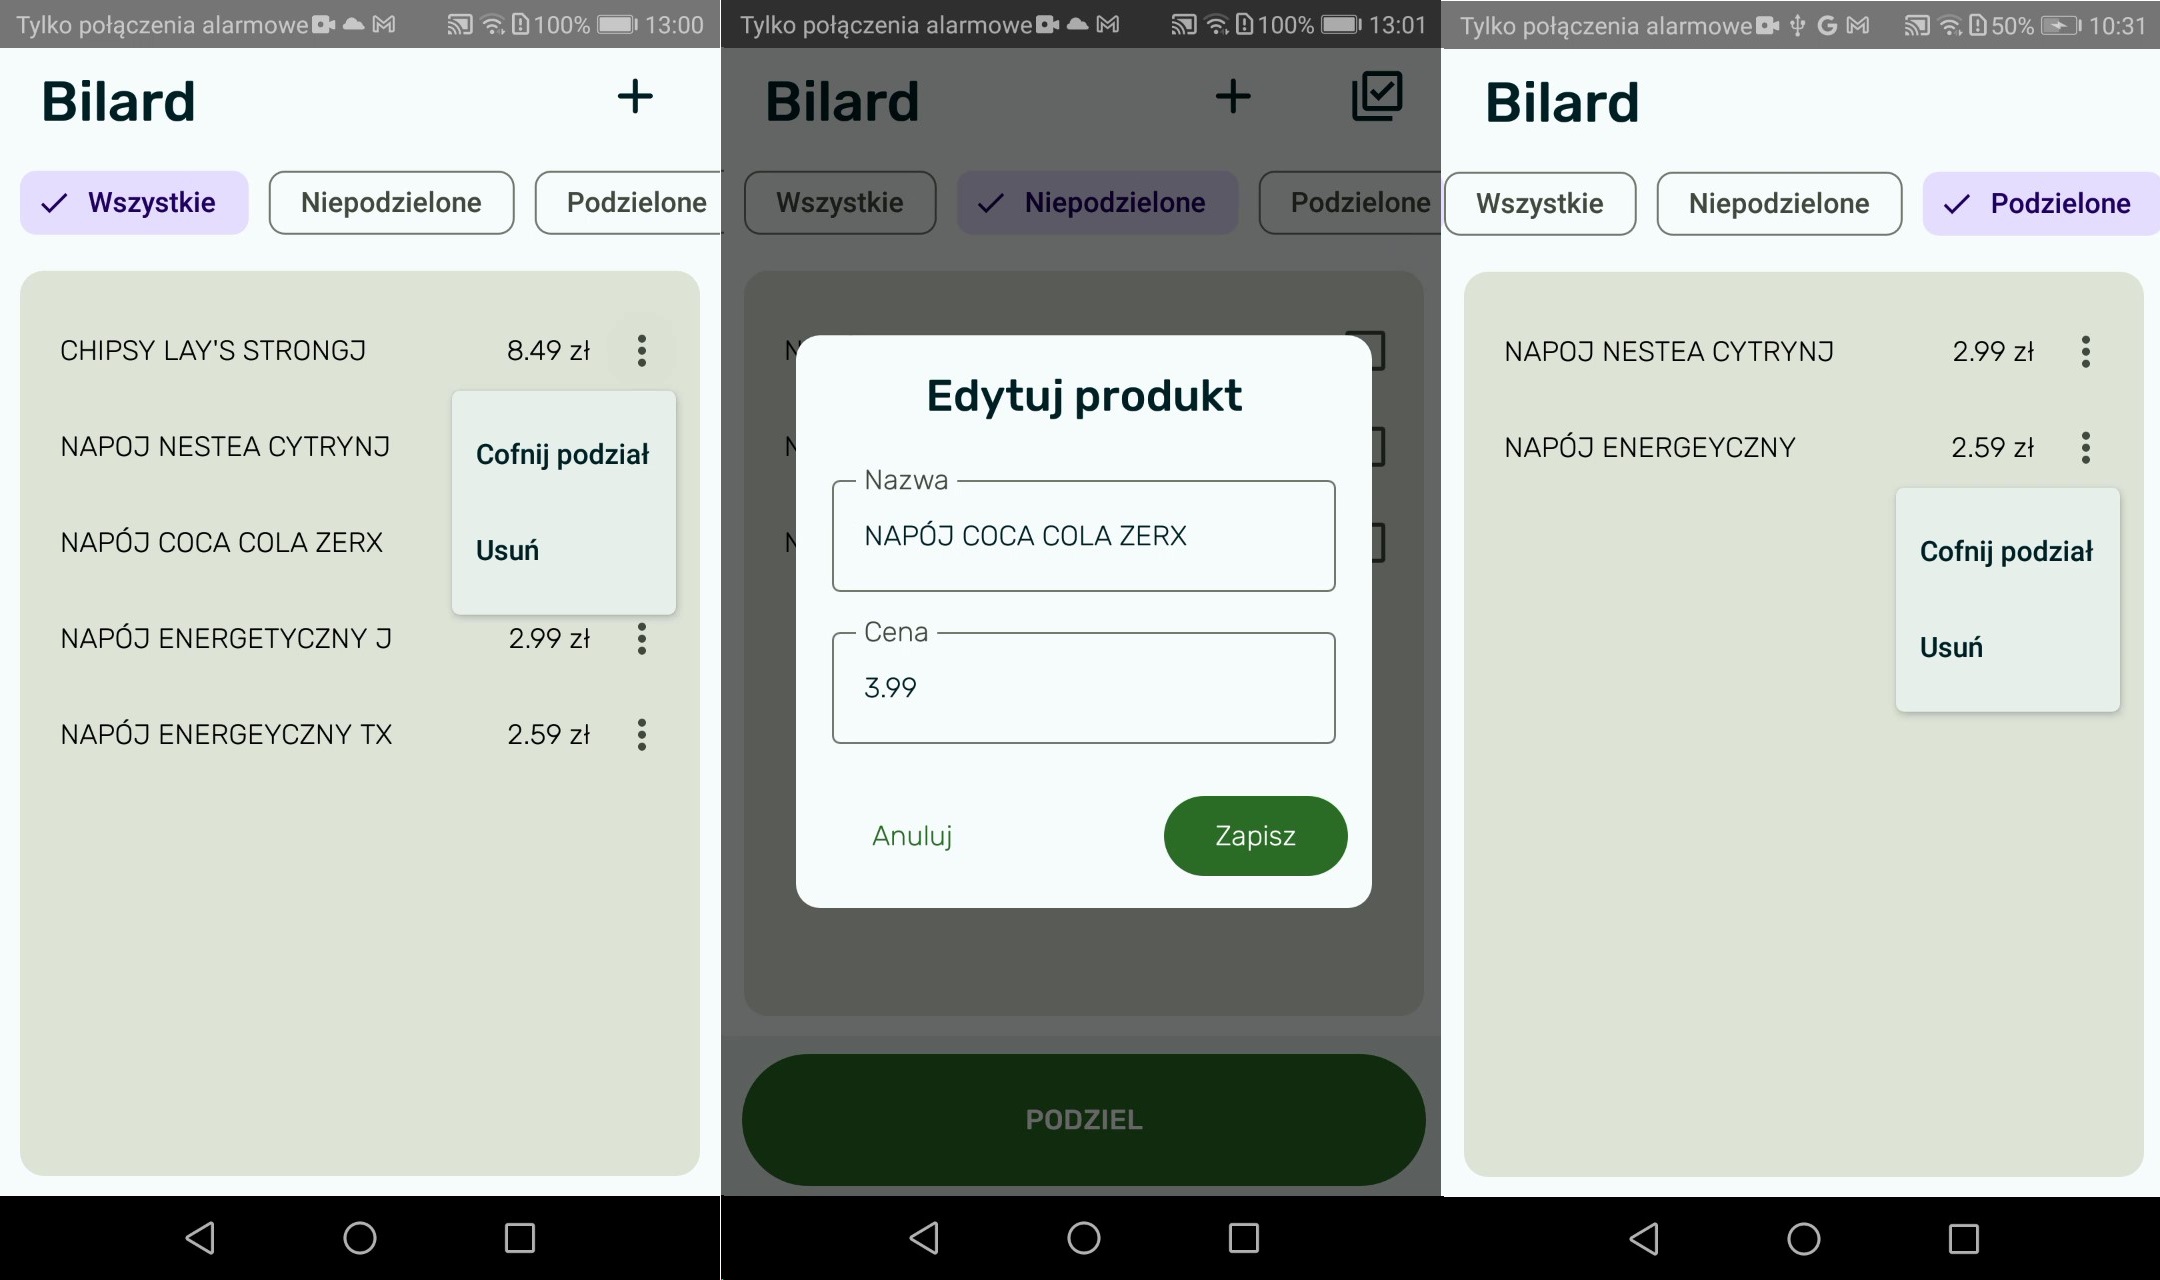 Tylko połączenia alarmowe 100% 13:00
Bilard
Wszystkie Niepodzielone Podzielone
CHIPSY LAY'S STRONGJ 8.49 zł
NAPOJ NESTEA CYTRYNJ
Cofnij podział
NAPÓJ COCA COLA ZERX
Usuń
NAPÓJ ENERGETYCZNY J 2.99 zł
NAPÓJ ENERGEYCZNY TX 2.59 zł
Tylko połączenia alarmowe 100% 13:01
Bilard
Wszystkie Niepodzielone Podzielone
Edytuj produkt
Nazwa
NAPÓJ COCA COLA ZERX
Cena
3.99
Anuluj Zapisz
PODZIEL
Tylko połączenia alarmowe 50% 10:31
Bilard
Wszystkie Niepodzielone Podzielone
NAPOJ NESTEA CYTRYNJ 2.99 zł
NAPÓJ ENERGEYCZNY 2.59 zł
Cofnij podział
Usuń